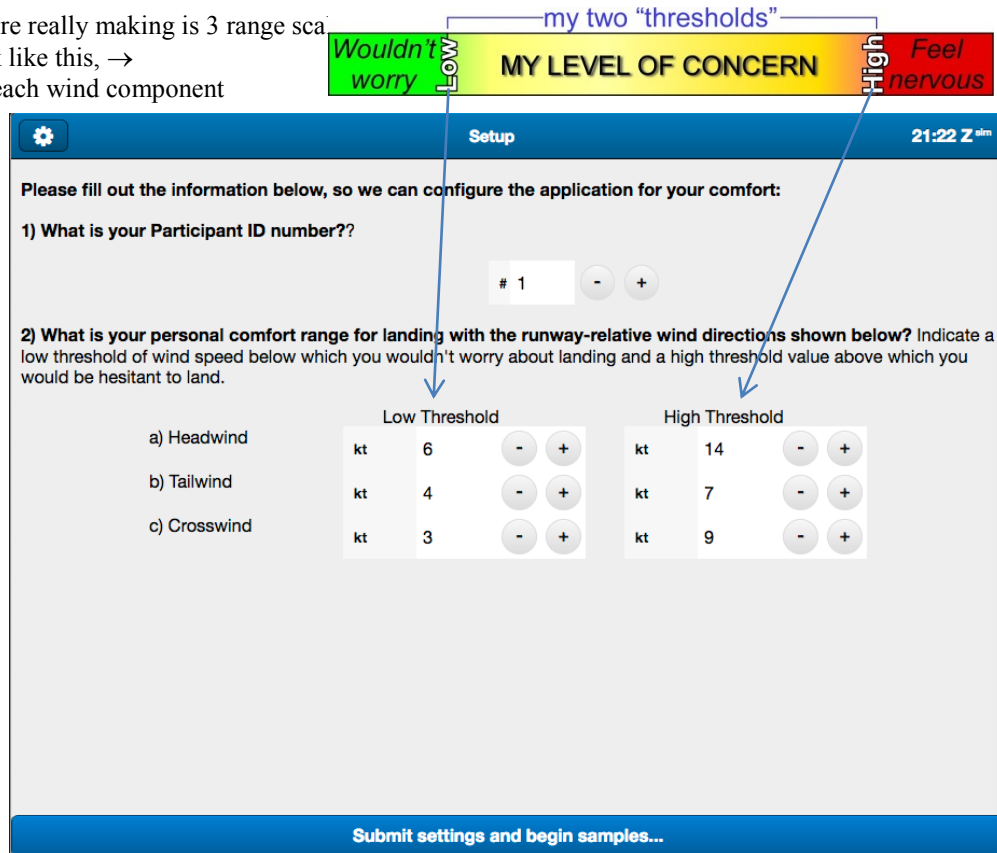 re really making is 3 range sca
like this, →
each wind component
my two “thresholds”
Wouldn't worry
Low
MY LEVEL OF CONCERN
High
Feel nervous
Setup
21:22 Z sim
Please fill out the information below, so we can configure the application for your comfort:
1) What is your Participant ID number??
# 1 - +
2) What is your personal comfort range for landing with the runway-relative wind directions shown below? Indicate a
low threshold of wind speed below which you wouldn't worry about landing and a high threshold value above which you
would be hesitant to land.
Low Threshold High Threshold
a) Headwind kt 6 - + kt 14 - +
b) Tailwind kt 4 - + kt 7 - +
c) Crosswind kt 3 - + kt 9 - +
Submit settings and begin samples...